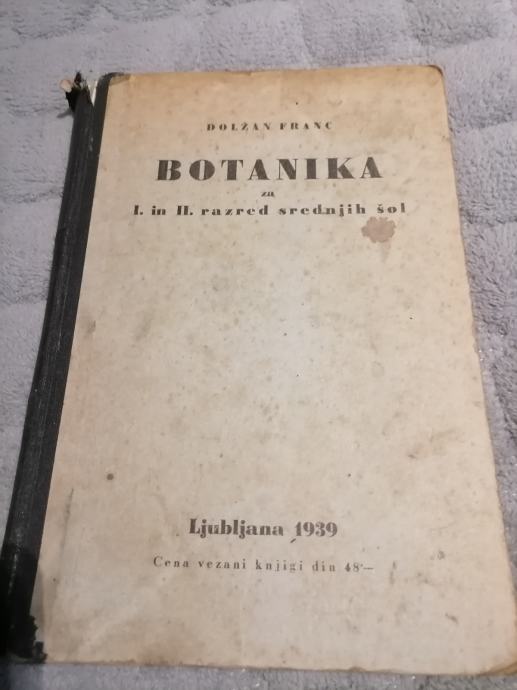 DOLŽAN FRANC
BOTANIKA
za
I. in II. razred srednjih šol
Ljubljana 1939
Cena vezani knjigi din 48·—